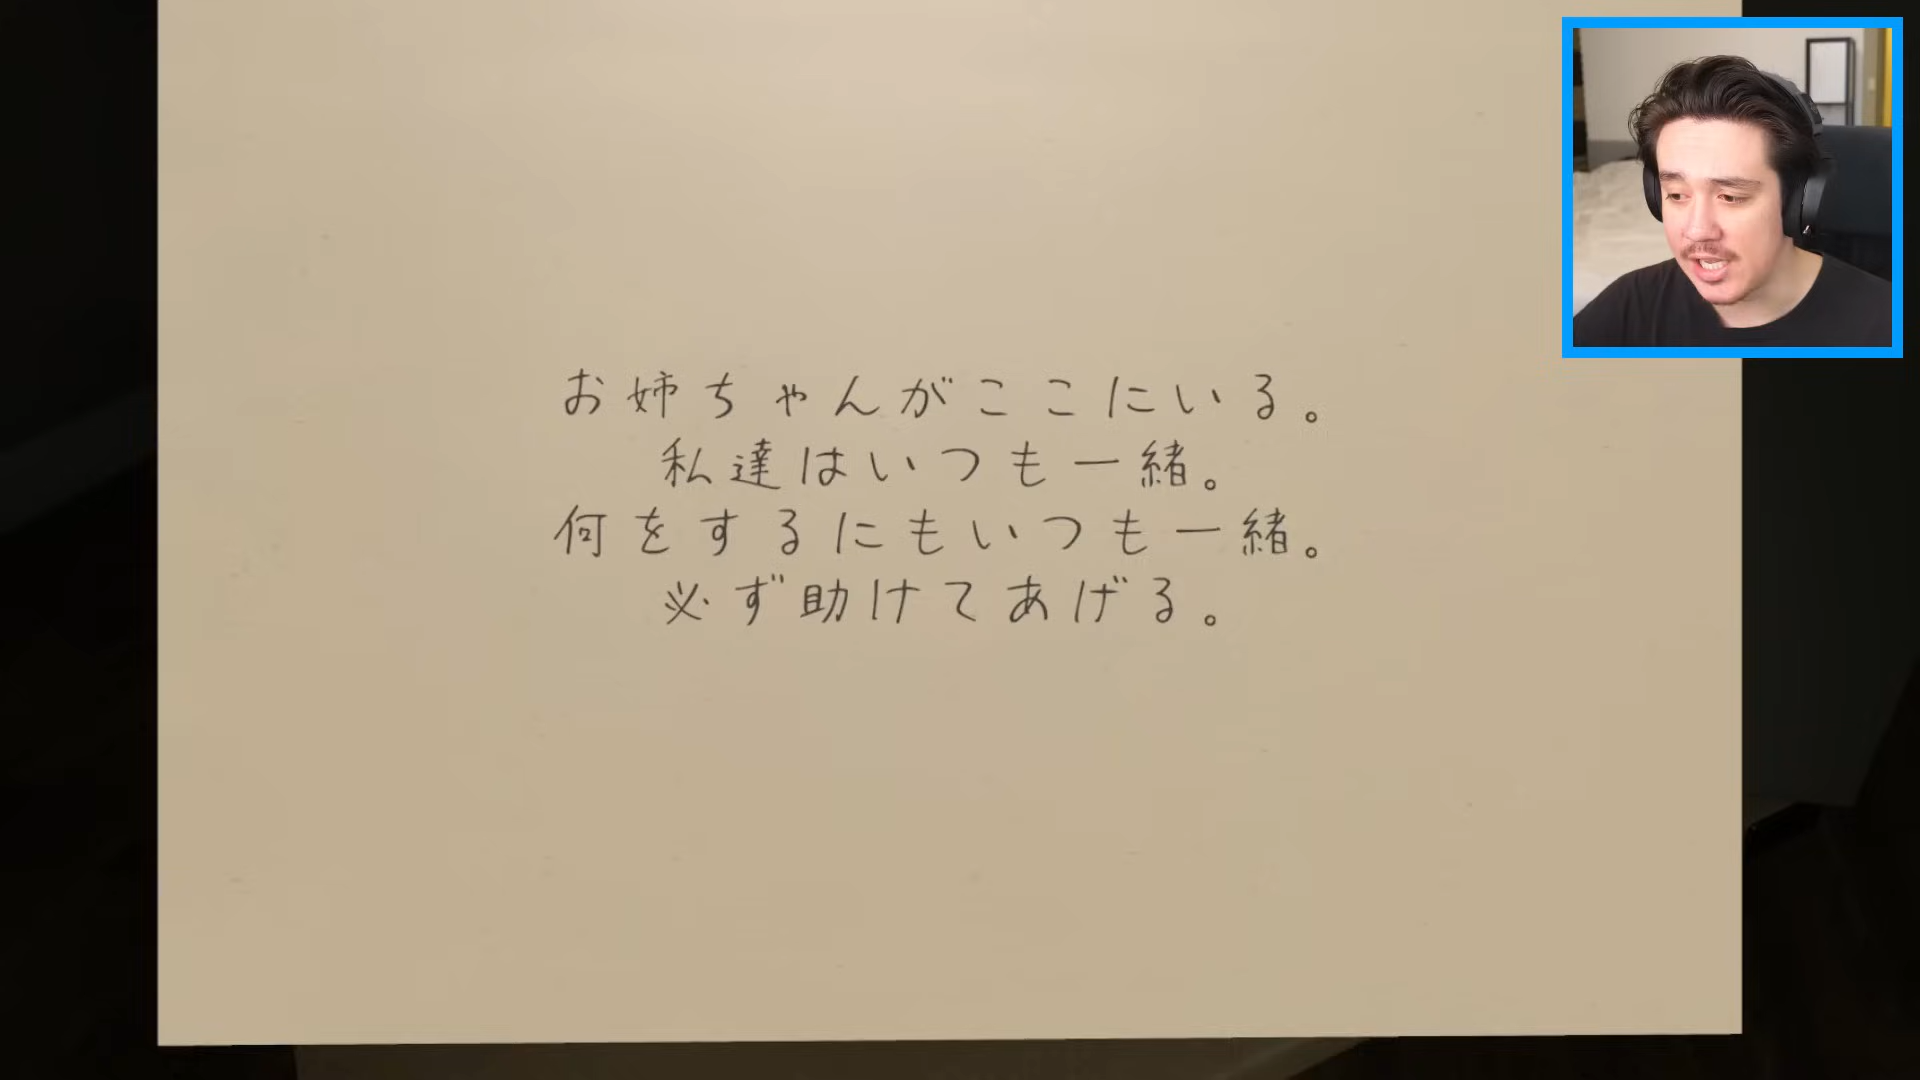 お姉ちゃんがここにいる。
私達はいつも一緒。
何をするにもいつも一緒。
必ず助けてあげる。